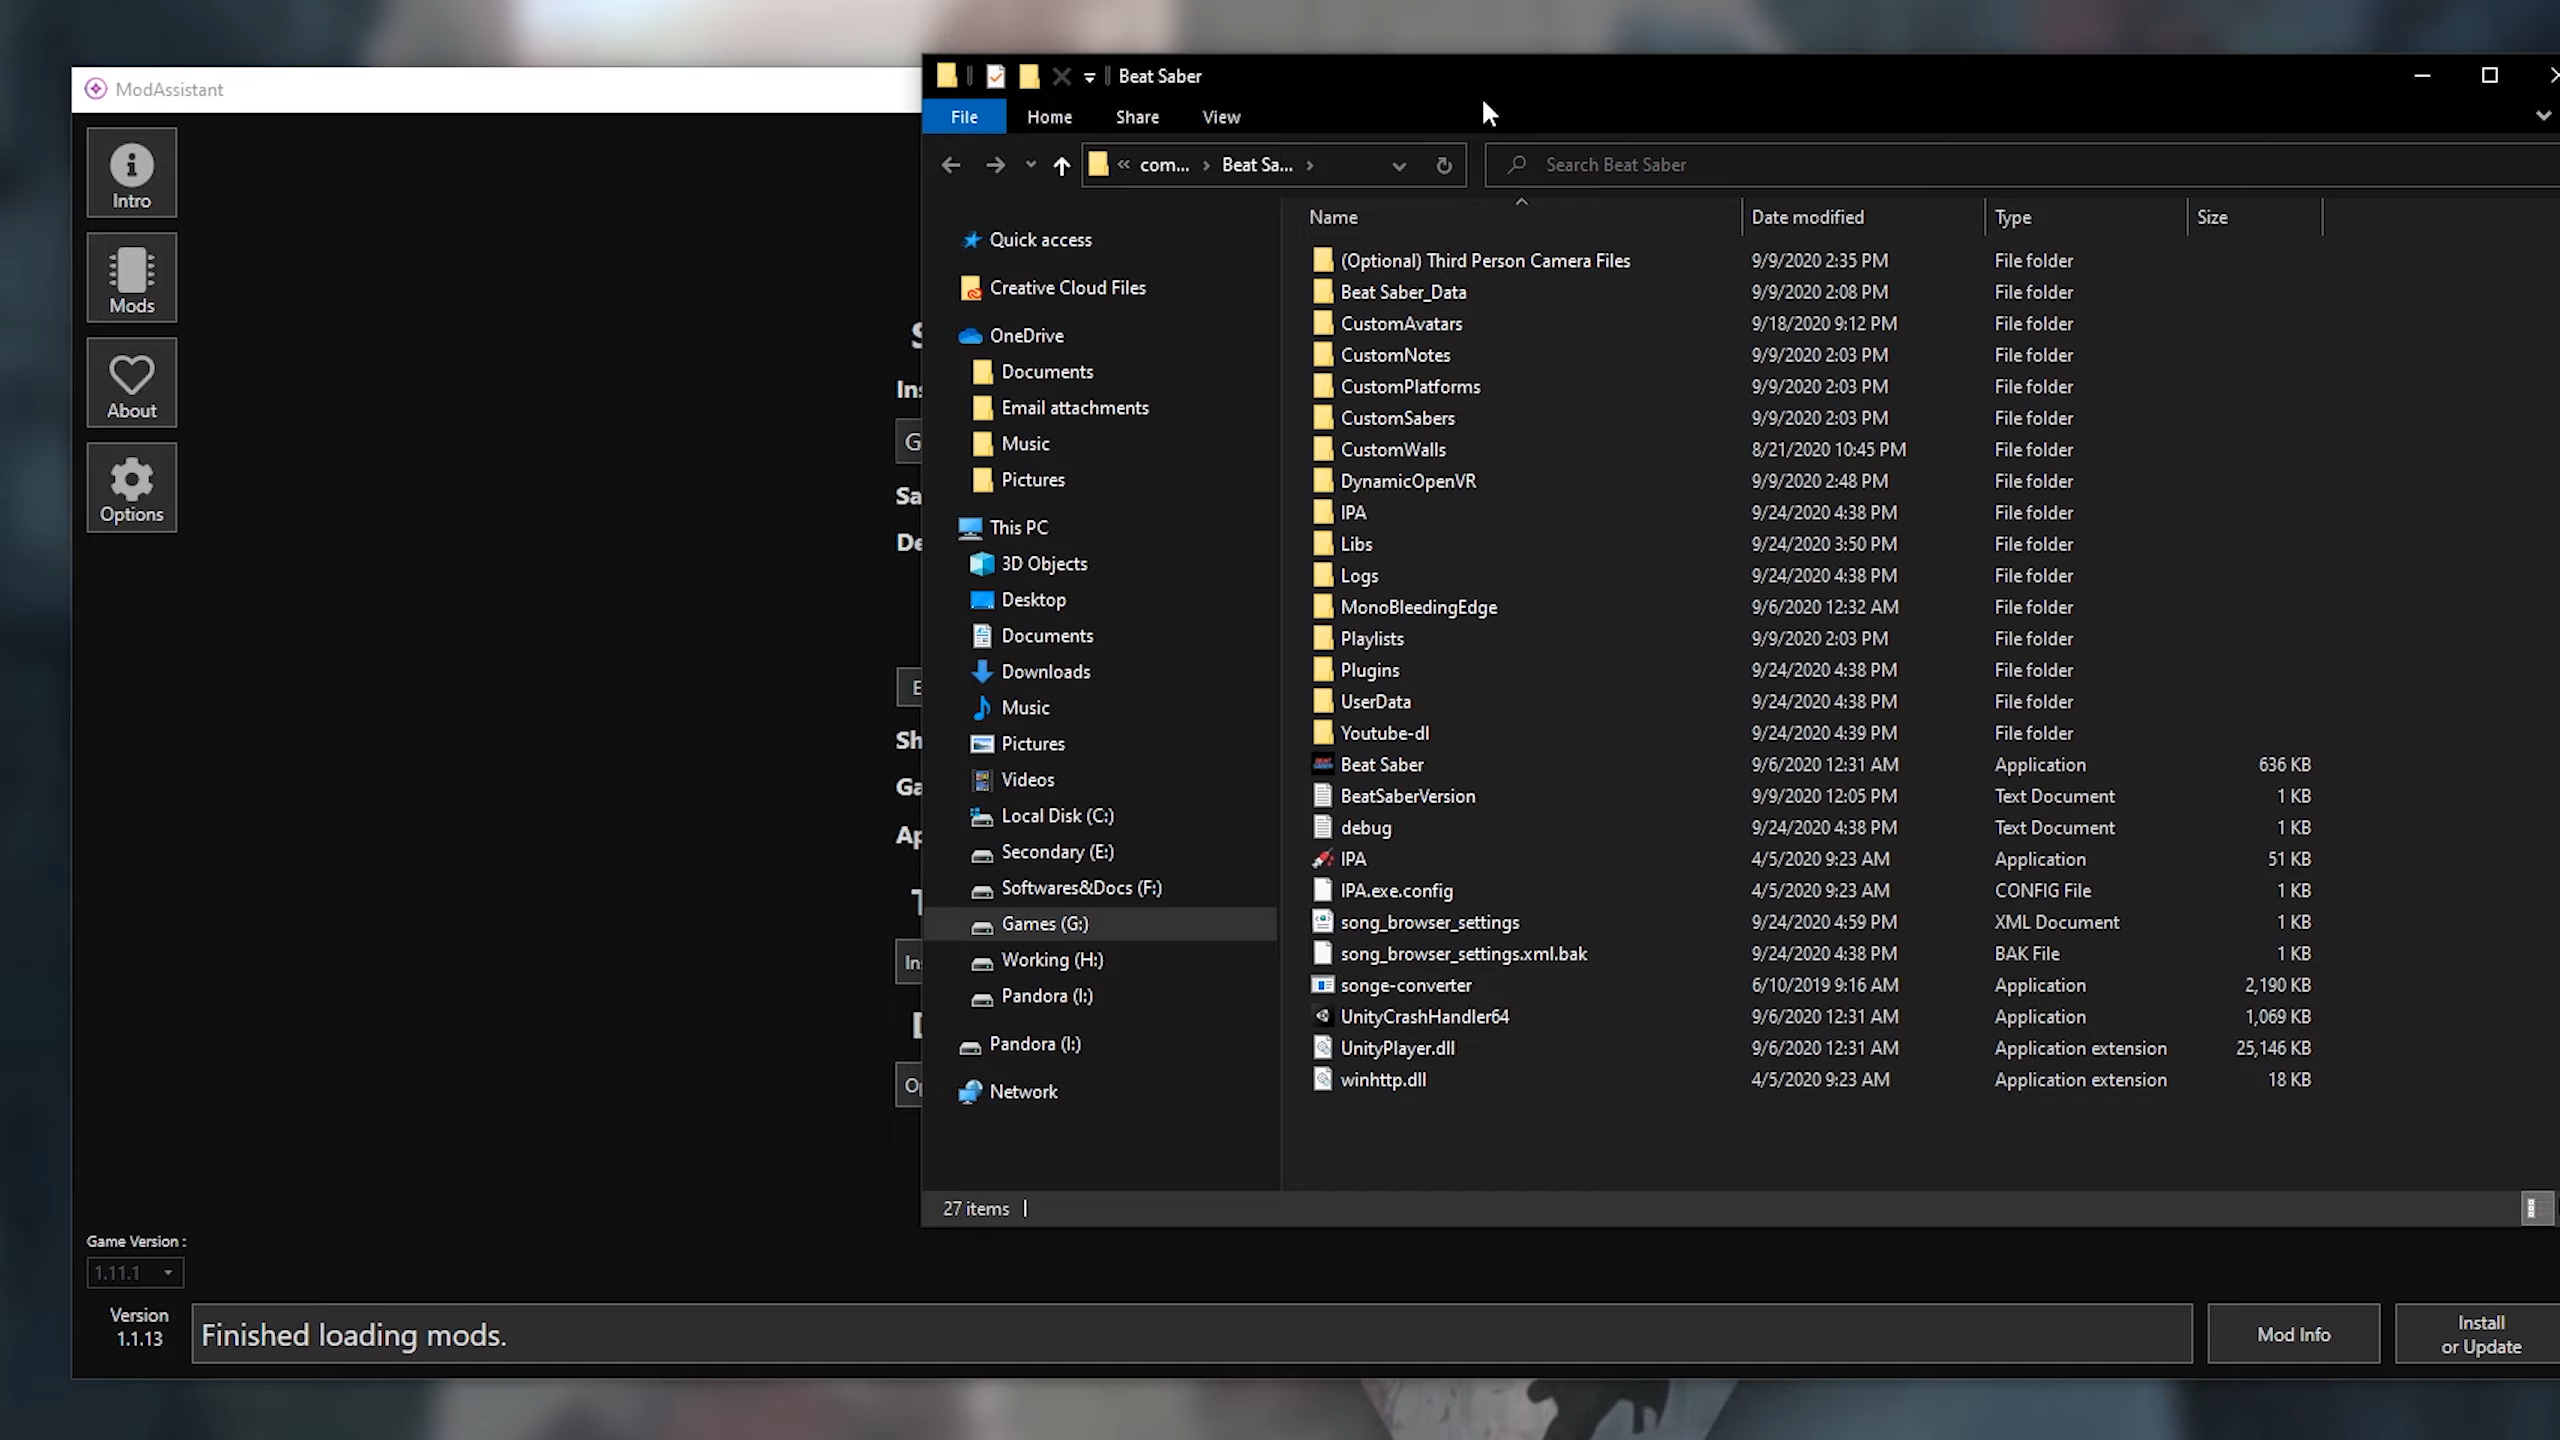 ModAssistant
Intro
Mods
About
Options
Game Version :
1.11.1
Version
1.1.13
Finished loading mods.
Mod Info
Install
or Update
Beat Saber
File Home Share View
« com... › Beat Sa... ›
Search Beat Saber
Quick access
Creative Cloud Files
OneDrive
Documents
Email attachments
Music
Pictures
This PC
3D Objects
Desktop
Documents
Downloads
Music
Pictures
Videos
Local Disk (C:)
Secondary (E:)
Softwares&Docs (F:)
Games (G:)
Working (H:)
Pandora (I:)
Pandora (I:)
Network
Name Date modified Type Size
(Optional) Third Person Camera Files 9/9/2020 2:35 PM File folder
Beat Saber_Data 9/9/2020 2:08 PM File folder
CustomAvatars 9/18/2020 9:12 PM File folder
CustomNotes 9/9/2020 2:03 PM File folder
CustomPlatforms 9/9/2020 2:03 PM File folder
CustomSabers 9/9/2020 2:03 PM File folder
CustomWalls 8/21/2020 10:45 PM File folder
DynamicOpenVR 9/9/2020 2:48 PM File folder
IPA 9/24/2020 4:38 PM File folder
Libs 9/24/2020 3:50 PM File folder
Logs 9/24/2020 4:38 PM File folder
MonoBleedingEdge 9/6/2020 12:32 AM File folder
Playlists 9/9/2020 2:03 PM File folder
Plugins 9/24/2020 4:38 PM File folder
UserData 9/24/2020 4:38 PM File folder
Youtube-dl 9/24/2020 4:39 PM File folder
Beat Saber 9/6/2020 12:31 AM Application 636 KB
BeatSaberVersion 9/9/2020 12:05 PM Text Document 1 KB
debug 9/24/2020 4:38 PM Text Document 1 KB
IPA 4/5/2020 9:23 AM Application 51 KB
IPA.exe.config 4/5/2020 9:23 AM CONFIG File 1 KB
song_browser_settings 9/24/2020 4:59 PM XML Document 1 KB
song_browser_settings.xml.bak 9/24/2020 4:38 PM BAK File 1 KB
songe-converter 6/10/2019 9:16 AM Application 2,190 KB
UnityCrashHandler64 9/6/2020 12:31 AM Application 1,069 KB
UnityPlayer.dll 9/6/2020 12:31 AM Application extension 25,146 KB
winhttp.dll 4/5/2020 9:23 AM Application extension 18 KB
27 items